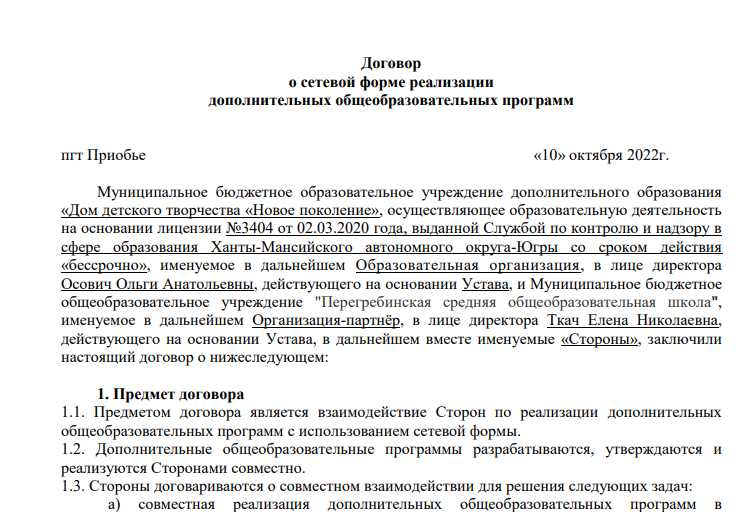 Договор
о сетевой форме реализации
дополнительных общеобразовательных программ
пгт Приобье «10» октября 2022г.
Муниципальное бюджетное образовательное учреждение дополнительного образования
«Дом детского творчества «Новое поколение», осуществляющее образовательную деятельность
на основании лицензии №3404 от 02.03.2020 года, выданной Службой по контролю и надзору в
сфере образования Ханты-Мансийского автономного округа-Югры со сроком действия
«бессрочно», именуемое в дальнейшем Образовательная организация, в лице директора
Осович Ольги Анатольевны, действующего на основании Устава, и Муниципальное бюджетное
общеобразовательное учреждение "Перегребинская средняя общеобразовательная школа",
именуемое в дальнейшем Организация-партнёр, в лице директора Ткач Елена Николаевна,
действующего на основании Устава, в дальнейшем вместе именуемые «Стороны», заключили
настоящий договор о нижеследующем:
1. Предмет договора
1.1. Предметом договора является взаимодействие Сторон по реализации дополнительных
общеобразовательных программ с использованием сетевой формы.
1.2. Дополнительные общеобразовательные программы разрабатываются, утверждаются и
реализуются Сторонами совместно.
1.3. Стороны договариваются о совместном взаимодействии для решения следующих задач:
а) совместная реализация дополнительных общеобразовательных программ в